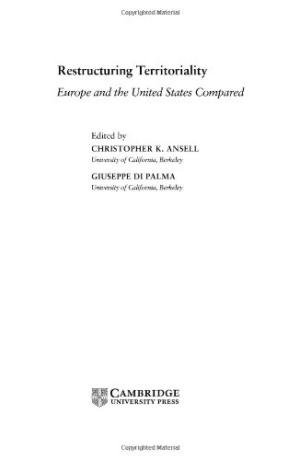 Copyrighted Material
Restructuring Territoriality
Europe and the United States Compared
Edited by
CHRISTOPHER K. ANSELL
University of California, Berkeley
GIUSEPPE DI PALMA
University of California, Berkeley
CAMBRIDGE
UNIVERSITY PRESS
Copyrighted Material